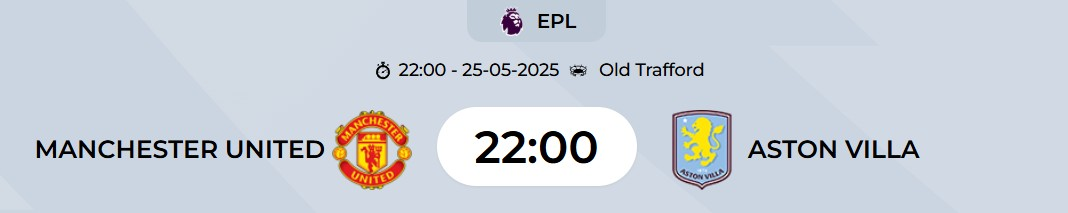 EPL
22:00 - 25-05-2025 Old Trafford
MANCHESTER UNITED MANCHESTER UNITED 22:00 ASTON VILLA ASTON VILLA